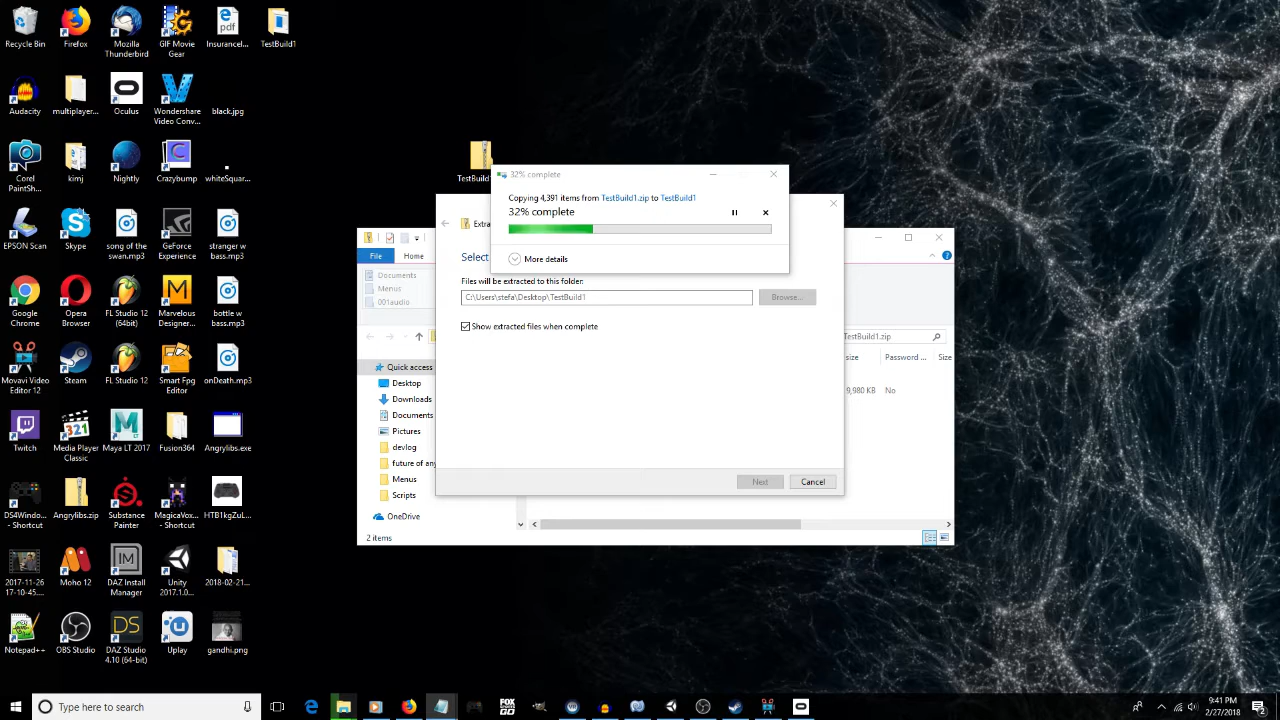 Recycle Bin
Firefox
Mozilla
Thunderbird
GIF Movie
Gear
Insurancel...
TestBuild1
Audacity
multiplayer...
Oculus
Wondershare
Video Conv...
black.jpg
Corel
PaintSh...
kimj
Nightly
Crazybump
whiteSquar...
EPSON Scan
Skype
song of the
swan.mp3
GeForce
Experience
stranger w
bass.mp3
Google
Chrome
Opera
Browser
FL Studio 12
(64bit)
Marvelous
Designer...
bottle w
bass.mp3
Movavi Video
Editor 12
Steam
FL Studio 12
Smart Fpg
Editor
onDeath.mp3
Twitch
Media Player
Classic
Maya LT 2017
Fusion364
Angrylibs.exe
DS4Windo...
- Shortcut
Angrylibs.zip
Substance
Painter
MagicaVox...
- Shortcut
HTB1kgZuL...
2017-11-26
17-10-45....
Moho 12
DAZ Install
Manager
Unity
2017.1.0...
2018-02-21...
Notepad++
OBS Studio
DAZ Studio
4.10 (64-bit)
Uplay
gandhi.png
TestBuild
32% complete
Copying 4,391 items from TestBuild1.zip to TestBuild1
32% complete
More details
Extra
Select
Files will be extracted to this folder:
C:\Users\stefa\Desktop\TestBuild1
Browse...
Show extracted files when complete
Next
Cancel
File
Home
Documents
Menus
001audio
TestBuild1.zip
size
Password ...
Size
9,980 KB
No
Quick access
Desktop
Downloads
Documents
Pictures
devlog
future of any
Menus
Scripts
OneDrive
2 items
Type here to search
FOX
GO
9:41 PM
2/27/2018